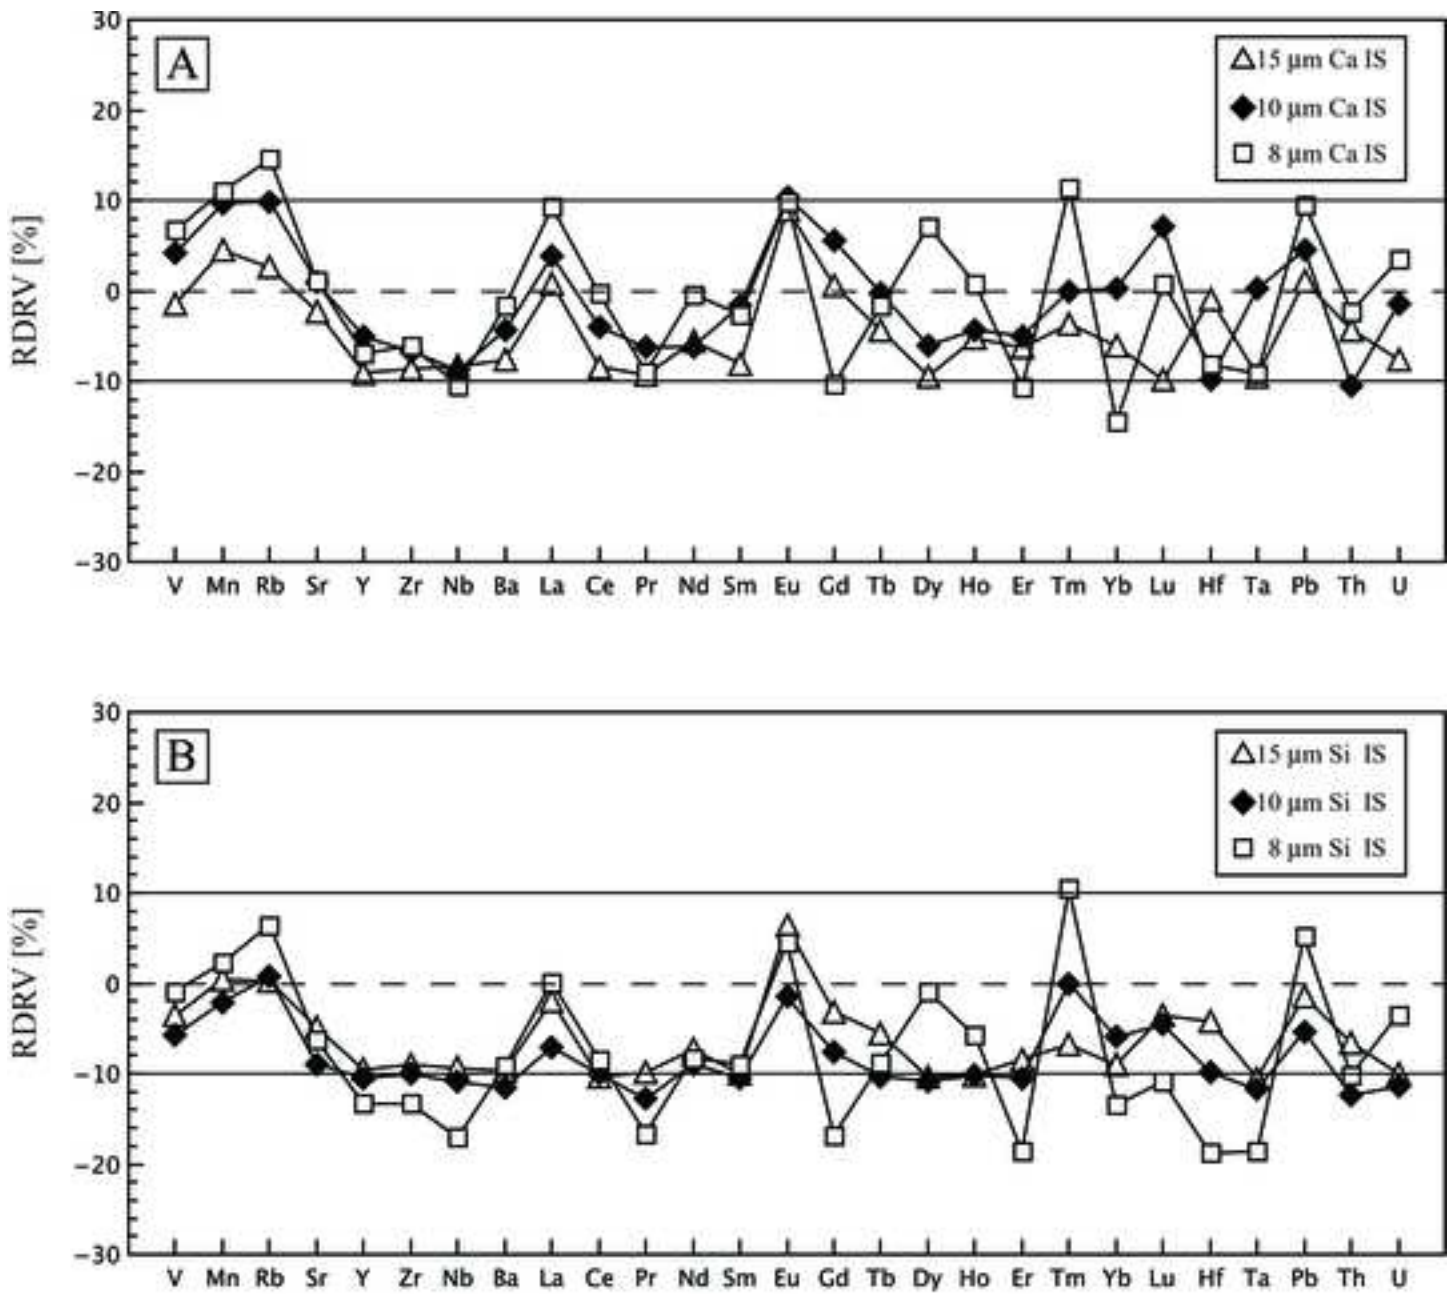 30
A
15 µm Ca IS
20
10 µm Ca IS
8 µm Ca IS
10
RDRV [%]
0
−10
−20
−30
V Mn Rb Sr Y Zr Nb Ba La Ce Pr Nd Sm Eu Gd Tb Dy Ho Er Tm Yb Lu Hf Ta Pb Th U
30
B
15 µm Si IS
20
10 µm Si IS
8 µm Si IS
10
RDRV [%]
0
−10
−20
−30
V Mn Rb Sr Y Zr Nb Ba La Ce Pr Nd Sm Eu Gd Tb Dy Ho Er Tm Yb Lu Hf Ta Pb Th U